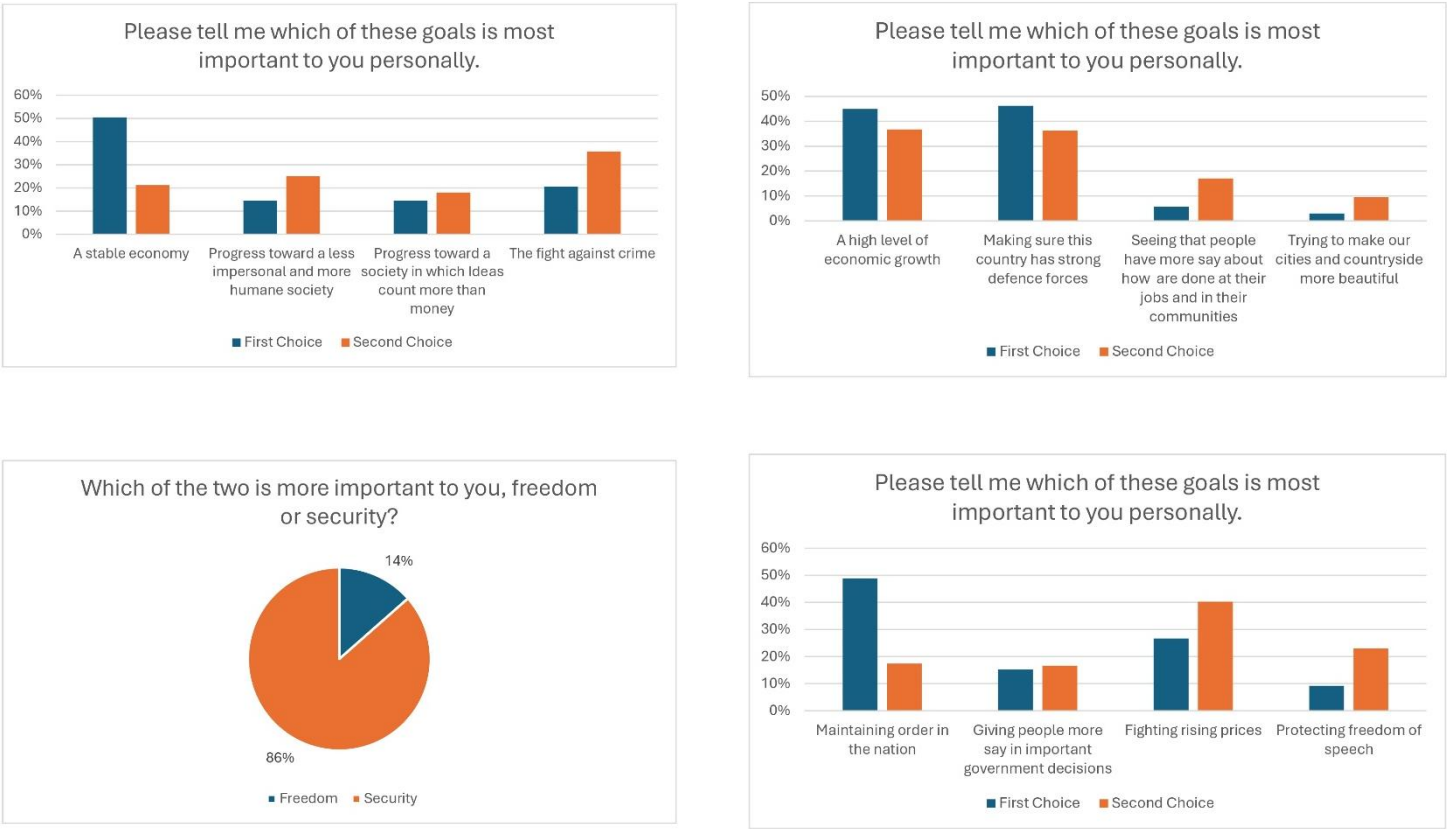 Please tell me which of these goals is most
important to you personally.
60%
50%
40%
30%
20%
10%
0%
A stable economy
Progress toward a less
impersonal and more
humane society
Progress toward a
society in which Ideas
count more than
money
The fight against crime
First Choice Second Choice
Please tell me which of these goals is most
important to you personally.
50%
40%
30%
20%
10%
0%
A high level of
economic growth
Making sure this
country has strong
defence forces
Seeing that people
have more say about
how are done at their
jobs and in their
communities
Trying to make our
cities and countryside
more beautiful
First Choice Second Choice
Which of the two is more important to you, freedom
or security?
14%
86%
Freedom Security
Please tell me which of these goals is most
important to you personally.
60%
50%
40%
30%
20%
10%
0%
Maintaining order in
the nation
Giving people more
say in important
government decisions
Fighting rising prices
Protecting freedom of
speech
First Choice Second Choice